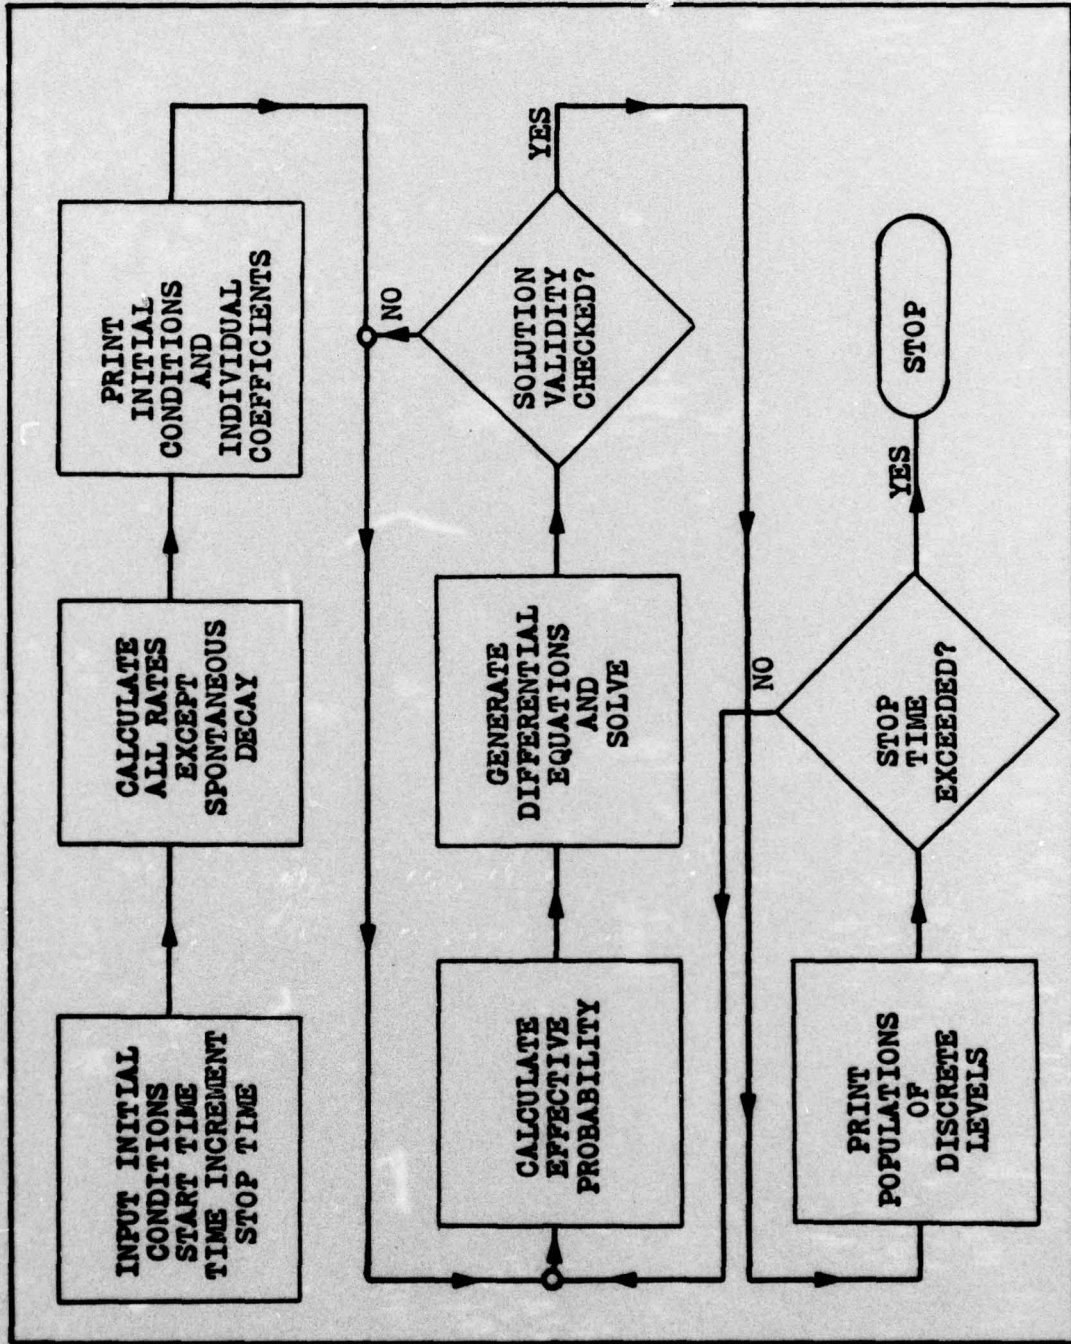 INPUT INITIAL
CONDITIONS
START TIME
TIME INCREMENT
STOP TIME
CALCULATE
ALL RATES
EXCEPT
SPONTANEOUS
DECAY
PRINT
INITIAL
CONDITIONS
AND
INDIVIDUAL
COEFFICIENTS
CALCULATE
EFFECTIVE
PROBABILITY
GENERATE
DIFFERENTIAL
EQUATIONS
AND
SOLVE
SOLUTION
VALIDITY
CHECKED?
NO
YES
PRINT
POPULATIONS
OF
DISCRETE
LEVELS
STOP
TIME
EXCEEDED?
NO
YES
STOP